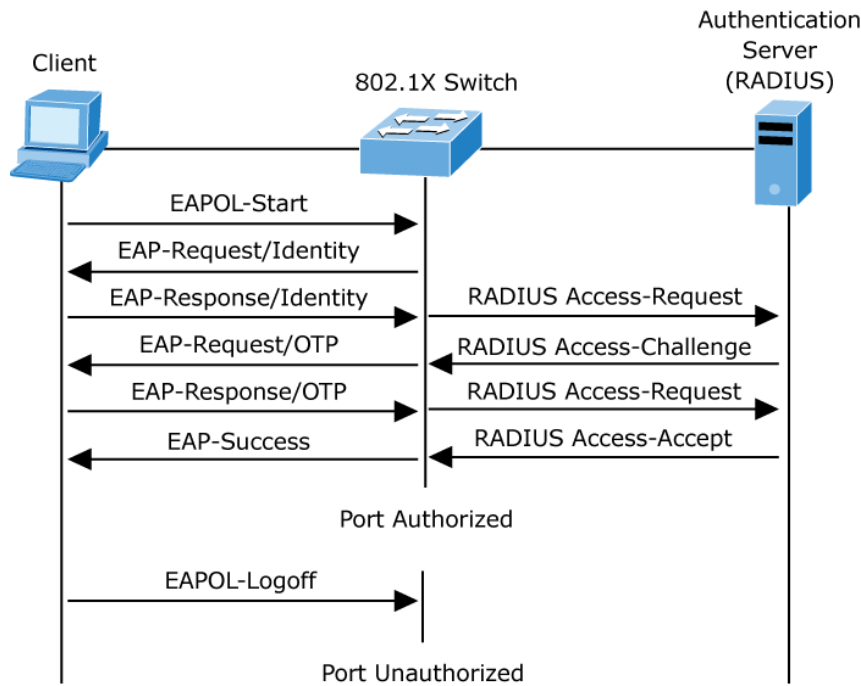 Authentication
Server
(RADIUS)
Client
802.1X Switch
EAPOL-Start
EAP-Request/Identity
EAP-Response/Identity
RADIUS Access-Request
EAP-Request/OTP
RADIUS Access-Challenge
EAP-Response/OTP
RADIUS Access-Request
EAP-Success
RADIUS Access-Accept
Port Authorized
EAPOL-Logoff
Port Unauthorized